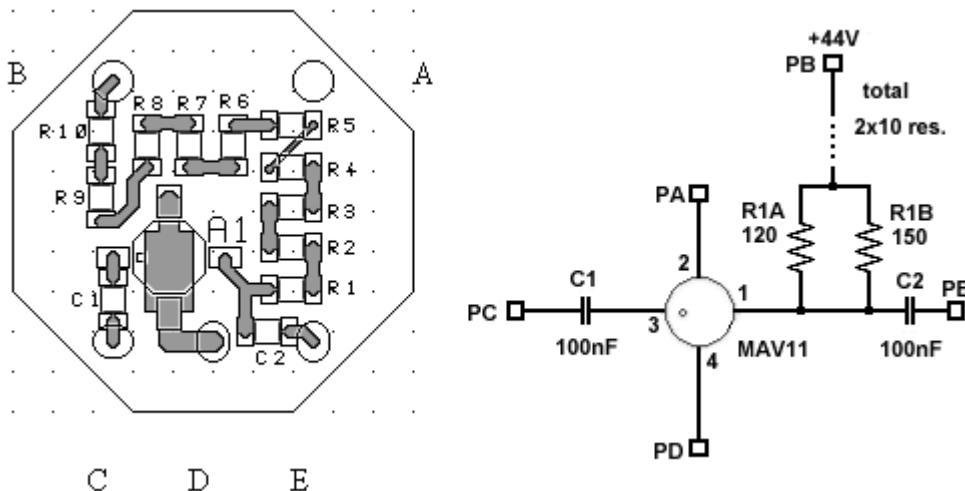 B
A
R8 R7 R6
R10
R5
R4
R9
R3
A1
R2
R1
C1
C2
C D E
+44V
PB
total
2x10 res.
PA
R1A
120
R1B
150
2
C1
1
C2
PE
PC
3
100nF
4
MAV11
100nF
PD